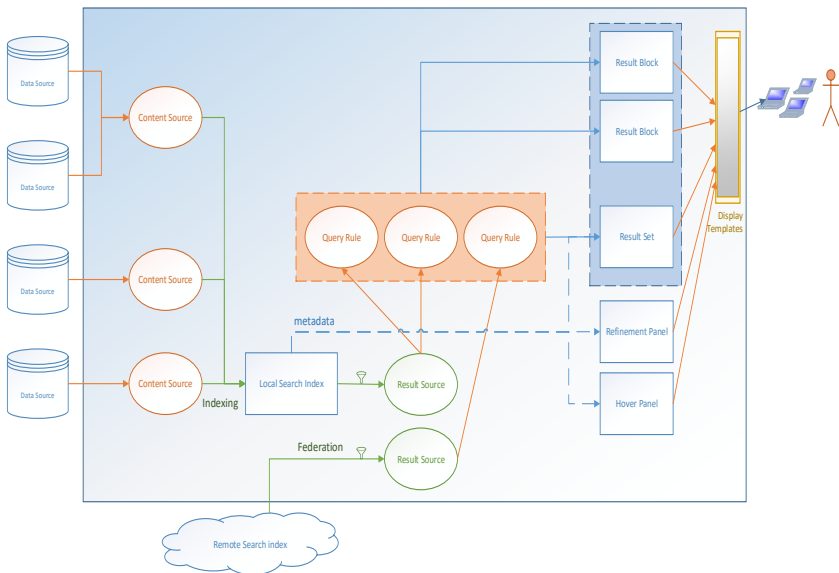 Data Source
Data Source
Data Source
Data Source
Content Source
Content Source
Content Source
Indexing
Local Search Index
metadata
Federation
Remote Search index
Result Source
Result Source
Query Rule
Query Rule
Query Rule
Result Block
Result Block
Result Set
Refinement Panel
Hover Panel
Display
Templates